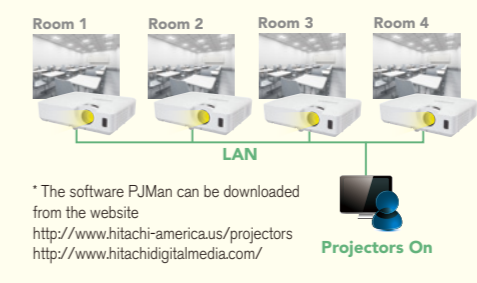 Room 1
Room 2
Room 3
Room 4
LAN
* The software PJMan can be downloaded
from the website
http://www.hitachi-america.us/projectors
http://www.hitachidigitalmedia.com/
Projectors On